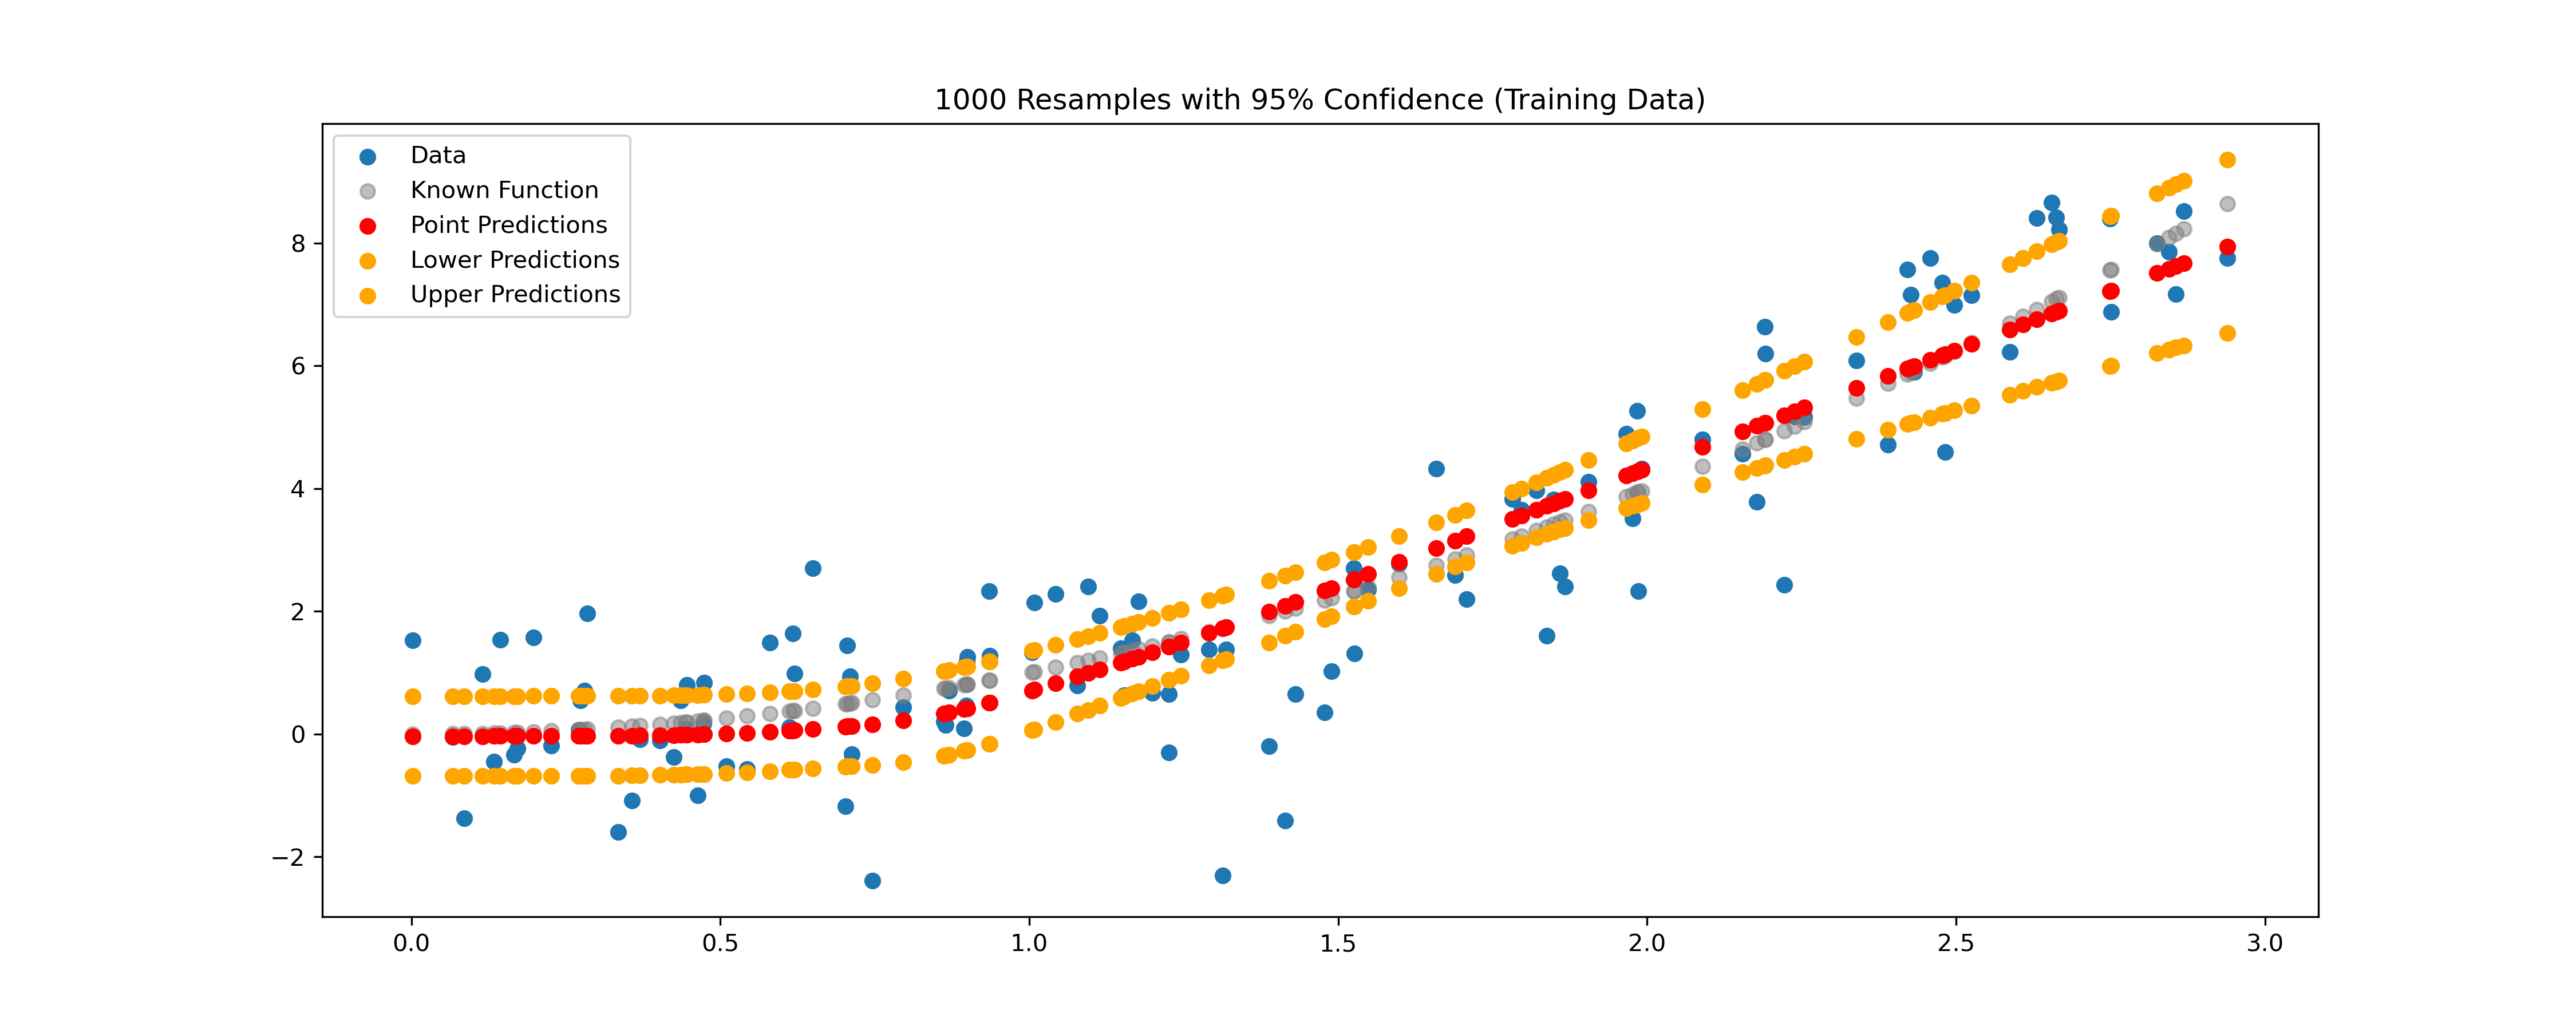 1000 Resamples with 95% Confidence (Training Data)
Data
Known Function
Point Predictions
Lower Predictions
Upper Predictions
8
6
4
2
0
−2
0.0 0.5 1.0 1.5 2.0 2.5 3.0